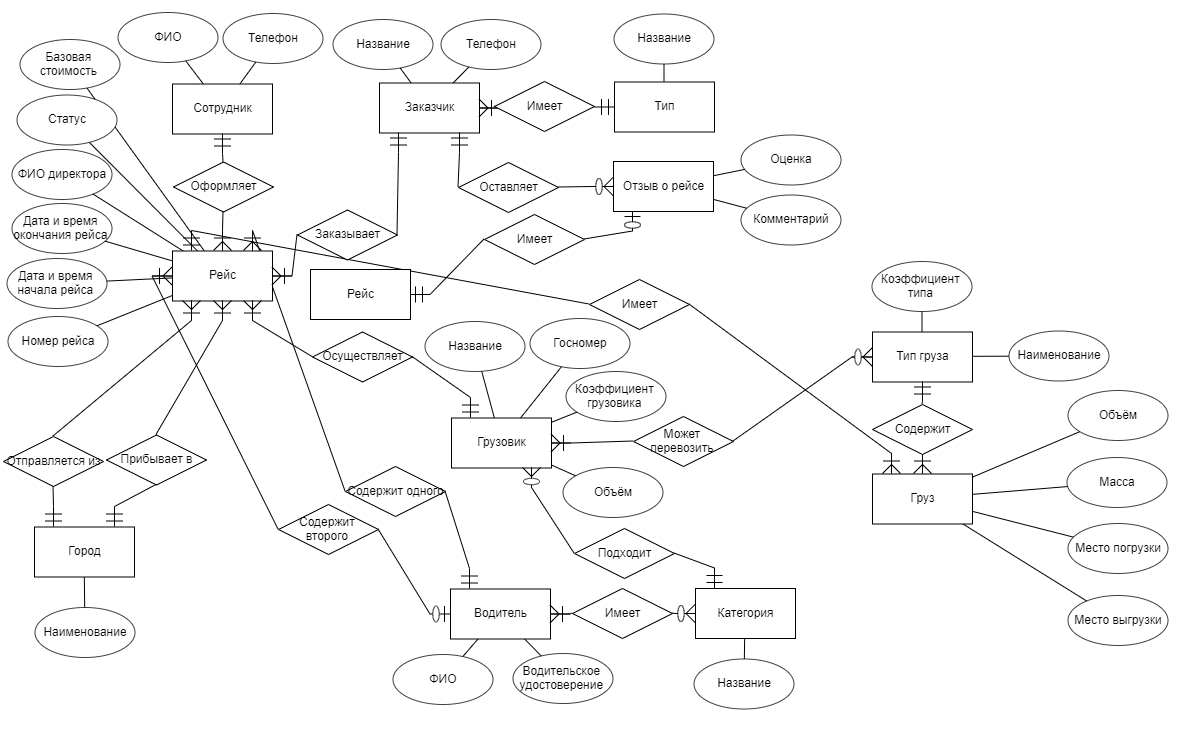 ФИО
Телефон
Название
Телефон
Название
Базовая
стоимость
Сотрудник
Заказчик
Имеет
Тип
Статус
Оценка
ФИО директора
Оформляет
Оставляет
Отзыв о рейсе
Комментарий
Дата и время
окончания рейса
Заказывает
Имеет
Рейс
Дата и время
начала рейса
Рейс
Имеет
Коэффициент
типа
Номер рейса
Осуществляет
Название
Госномер
Тип груза
Наименование
Коэффициент
грузовика
Грузовик
Может
перевозить
Содержит
Объём
Отправляется из
Прибывает в
Содержит одного
Объём
Груз
Масса
Содержит
второго
Город
Подходит
Место погрузки
Водитель
Имеет
Категория
Место выгрузки
Наименование
ФИО
Водительское
удостоверение
Название